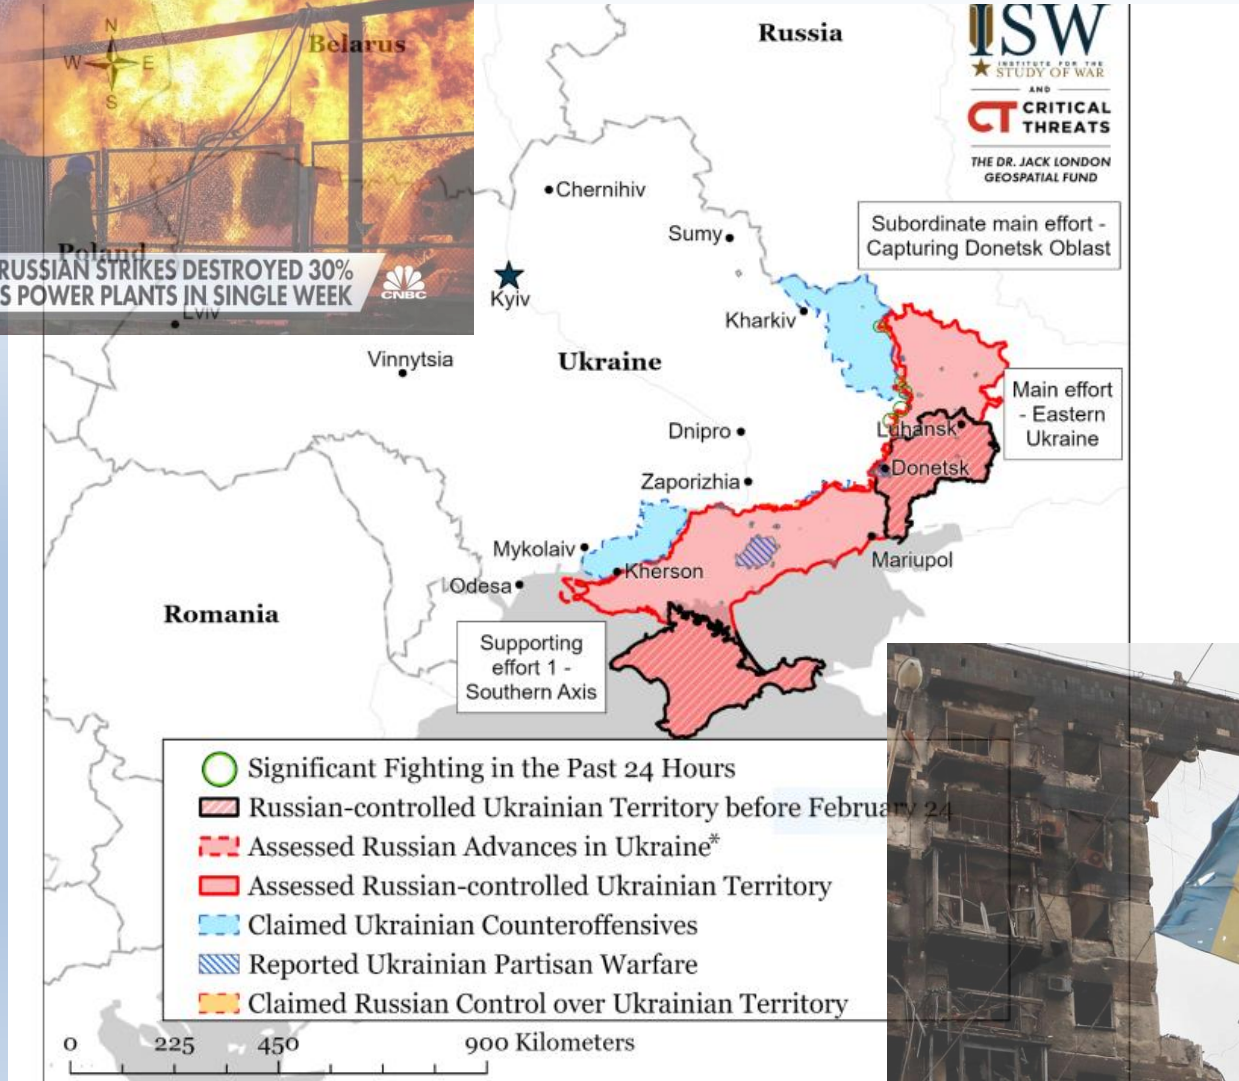 N
W
E
S
Belarus
Poland
RUSSIAN STRIKES DESTROYED 30%
S POWER PLANTS IN SINGLE WEEK
CNBC
Lviv
Russia
ISW
INSTITUTE FOR THE
STUDY OF WAR
AND
CT CRITICAL
THREATS
THE DR. JACK LONDON
GEOSPATIAL FUND
Chernihiv
Sumy
Subordinate main effort -
Capturing Donetsk Oblast
Kyiv
Kharkiv
Vinnytsia
Ukraine
Main effort
- Eastern
Ukraine
Dnipro
Luhansk
Donetsk
Zaporizhia
Mykolaiv
Mariupol
Kherson
Odesa
Romania
Supporting
effort 1 -
Southern Axis
Significant Fighting in the Past 24 Hours
Russian-controlled Ukrainian Territory before February 24
Assessed Russian Advances in Ukraine*
Assessed Russian-controlled Ukrainian Territory
Claimed Ukrainian Counteroffensives
Reported Ukrainian Partisan Warfare
Claimed Russian Control over Ukrainian Territory
0 225 450 900 Kilometers